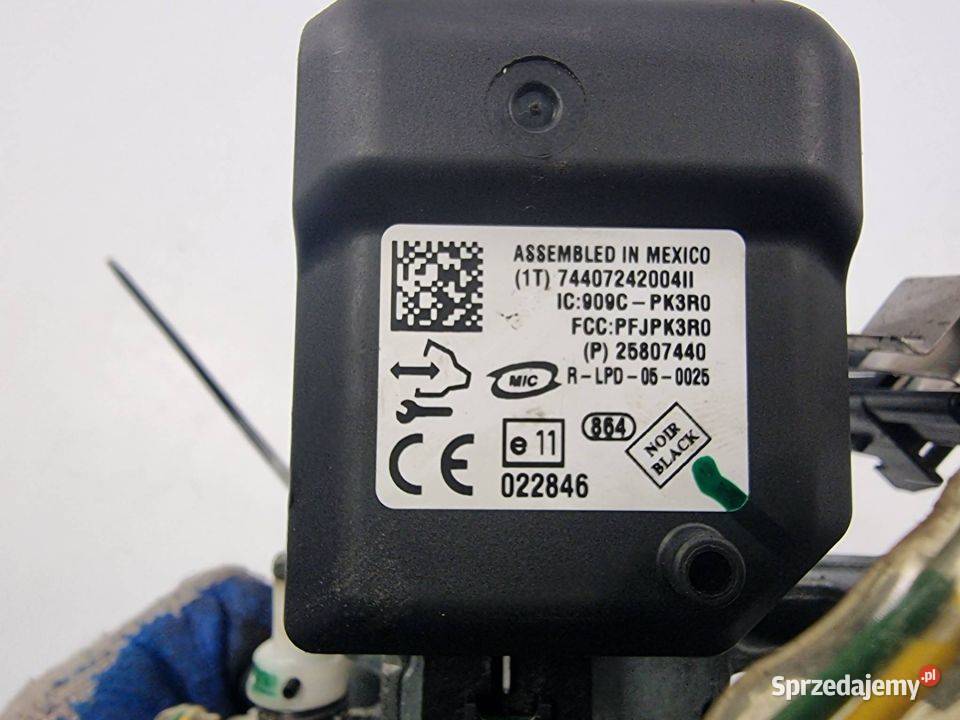 ASSEMBLED IN MEXICO
(1T) 74407242004II
IC:909C-PK3R0
FCC:PFJPK3R0
(P) 25807440
MIC R-LPD-05-0025
CE e 11 864 NOIR
BLACK
022846
Sprzedajemy.pl